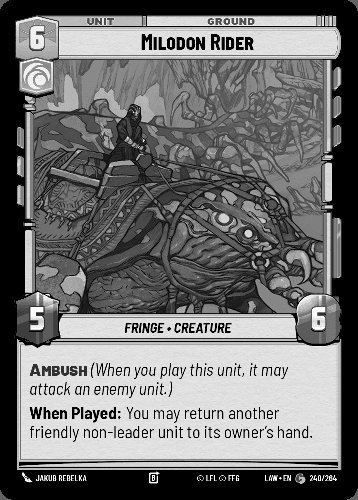 UNIT GROUND
6 MILODON RIDER
5 FRINGE • CREATURE 6
AMBUSH (When you play this unit, it may
attack an enemy unit.)
When Played: You may return another
friendly non-leader unit to its owner's hand.
JAKUB REBELKA © LFL © FFG LAW • EN C 240/264